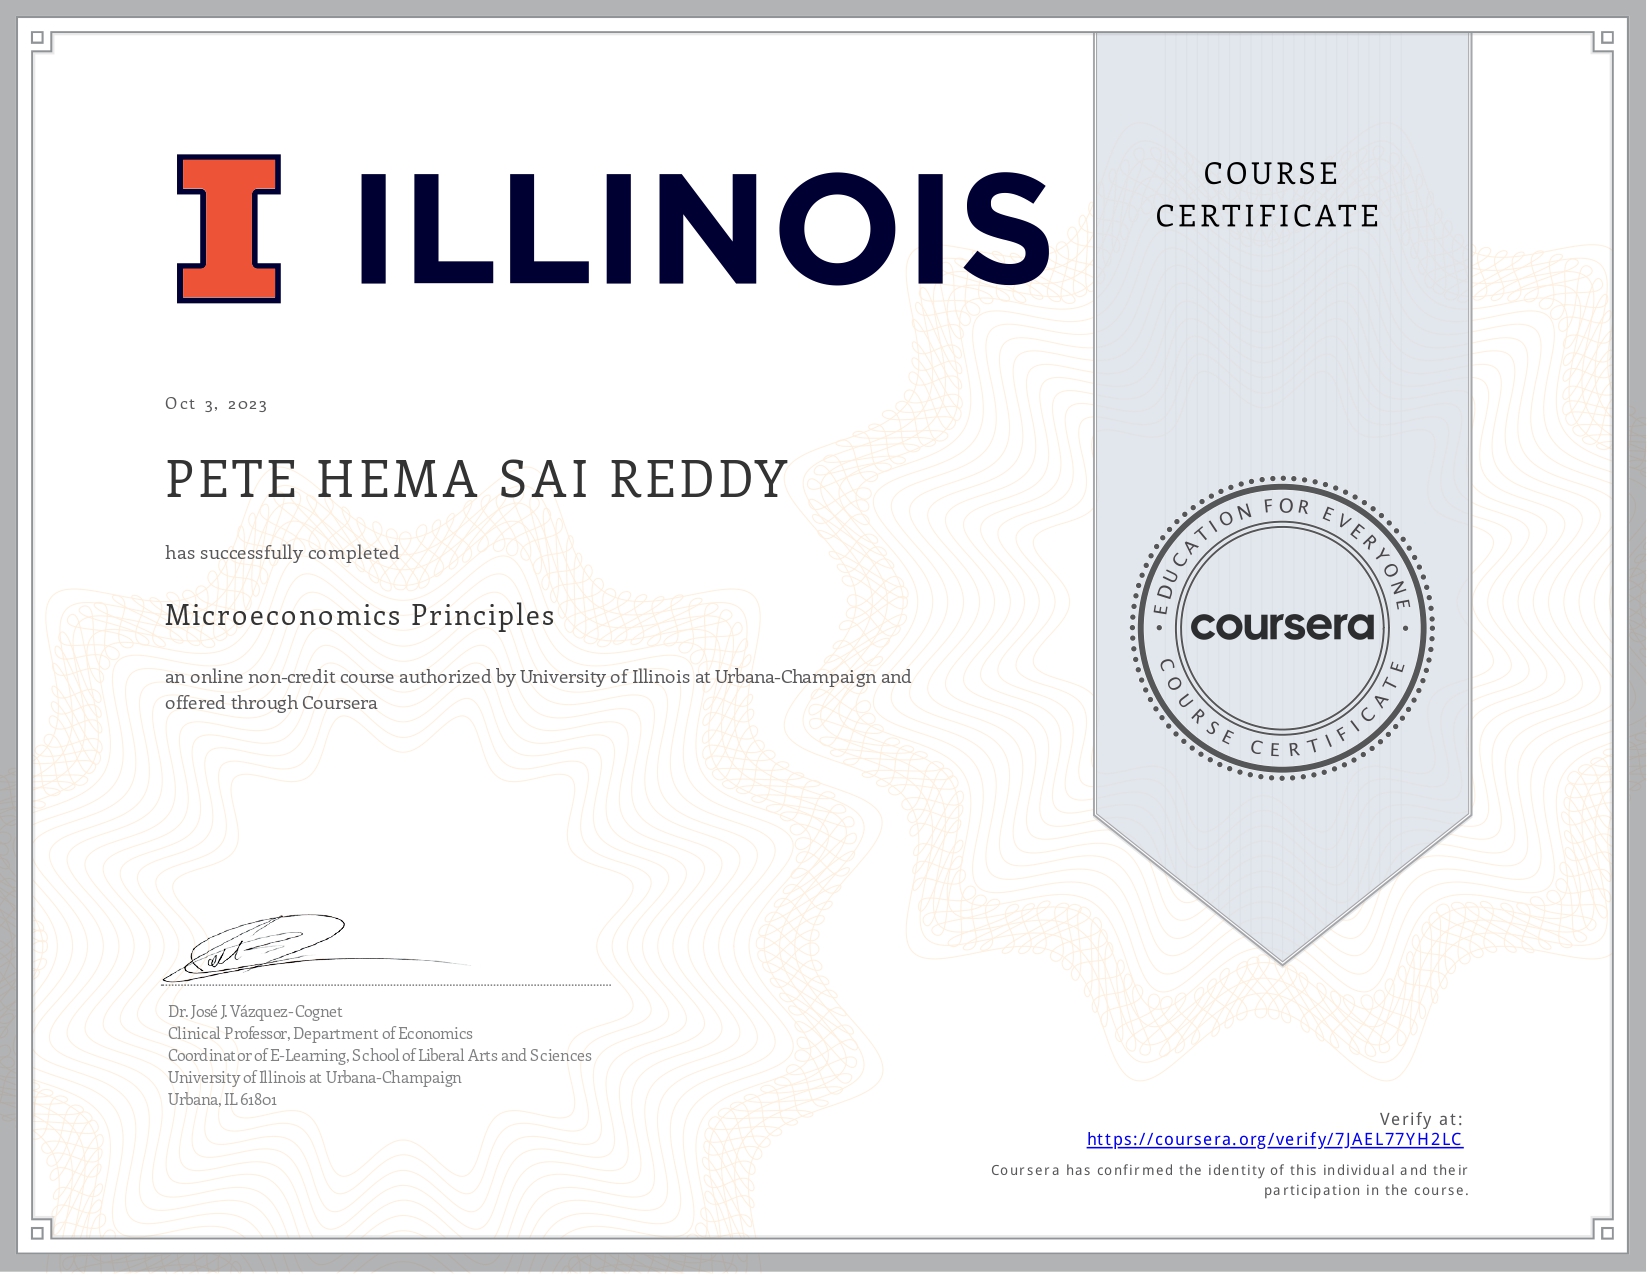 ILLINOIS
COURSE
CERTIFICATE
Oct 3, 2023
PETE HEMA SAI REDDY
has successfully completed
Microeconomics Principles
an online non-credit course authorized by University of Illinois at Urbana-Champaign and
offered through Coursera
EDUCATION FOR EVERYONE
coursera
COURSE CERTIFICATE
Dr. José J. Vázquez-Cognet
Clinical Professor, Department of Economics
Coordinator of E-Learning, School of Liberal Arts and Sciences
University of Illinois at Urbana-Champaign
Urbana, IL 61801
Verify at:
https://coursera.org/verify/7JAEL77YH2LC
Coursera has confirmed the identity of this individual and their
participation in the course.